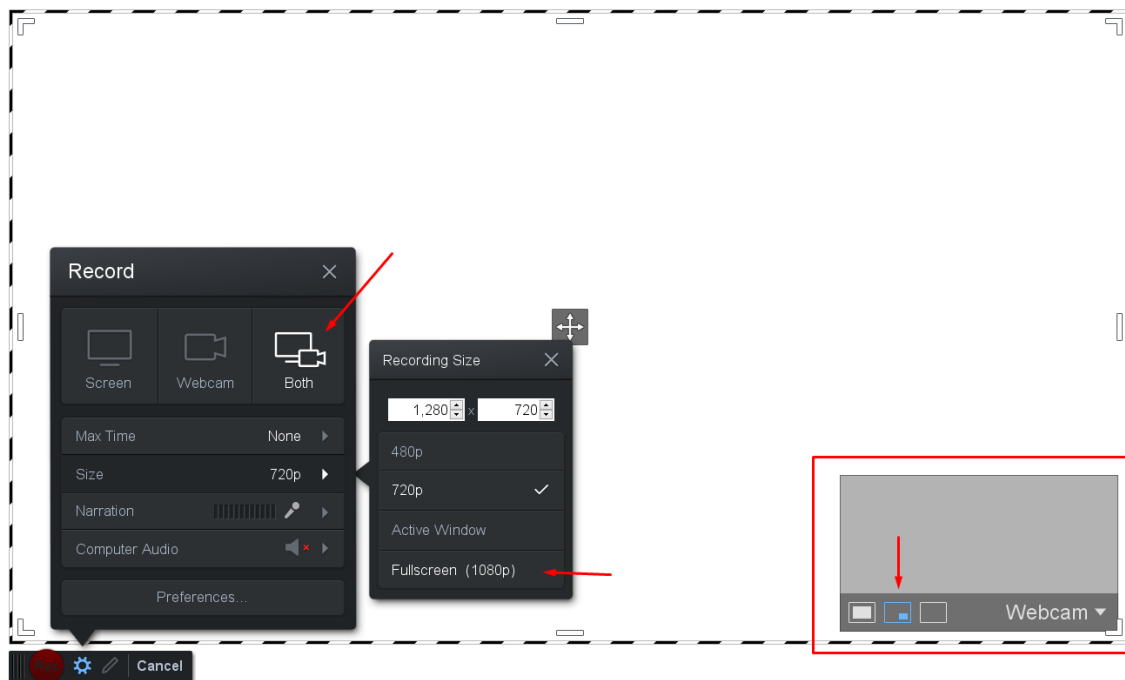 Record
Screen Webcam Both
Max Time None
Size 720p
Narration
Computer Audio
Preferences...
Recording Size
1,280 x 720
480p
720p
Active Window
Fullscreen (1080p)
Webcam
Rec Cancel